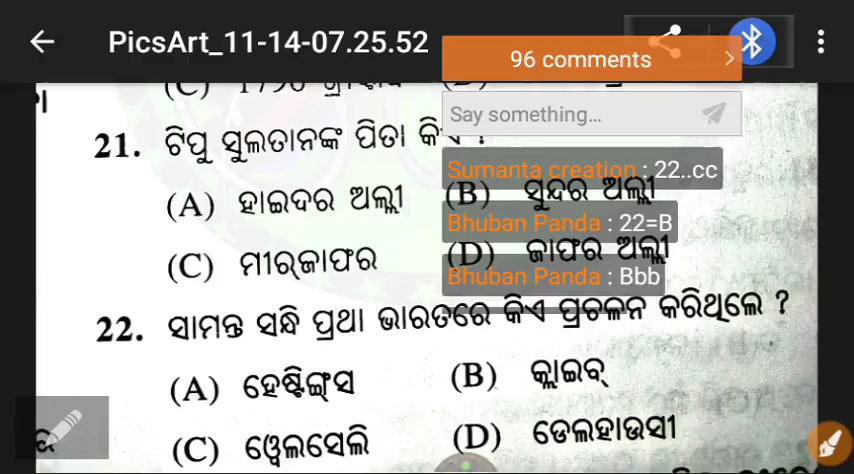 PicsArt_11-14-07.25.52
96 comments
Say something...
21. ଟିପୁ ସୁଲତାନଙ୍କ ପିତା କିଏ ?
Sumanta creation : 22..cc
(A) ହାଇଦର ଅଲ୍ଲୀ (B) ସୁନ୍ଦର ଅଲ୍ଲୀ
Bhuban Panda : 22=B
(C) ମୀର୍‌ଜାଫର (D) ଜାଫର ଅଲ୍ଲୀ
Bhuban Panda : Bbb
22. ସାମନ୍ତ ସନ୍ଧି ପ୍ରଥା ଭାରତରେ କିଏ ପ୍ରଚଳନ କରିଥିଲେ ?
(A) ହେଷ୍ଟିଙ୍ଗ୍ସ (B) କ୍ଲାଇବ୍
(C) ୱେଲସେଲି (D) ଡେଲହାଉସୀ